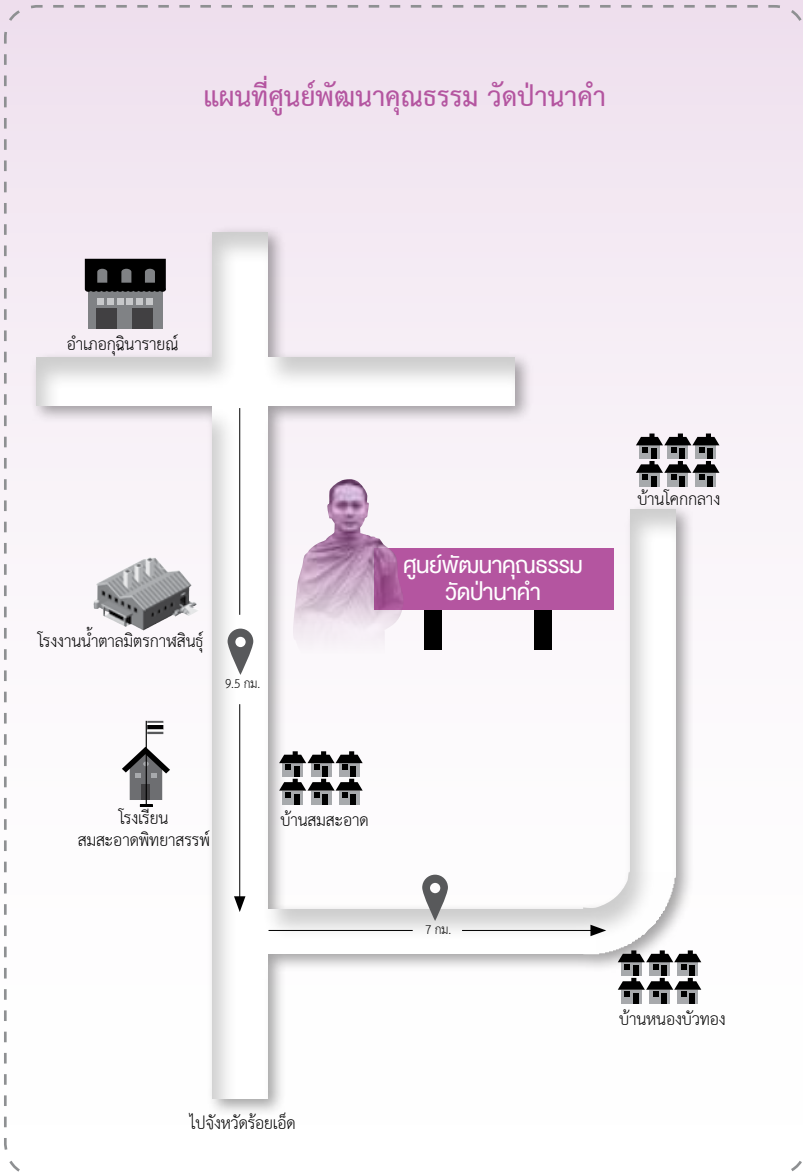 แผนที่ศูนย์พัฒนาคุณธรรม วัดป่านาคำ
อำเภอกุฉินารายณ์
บ้านโคกกลาง
ศูนย์พัฒนาคุณธรรม
วัดป่านาคำ
โรงงานน้ำตาลมิตรกาฬสินธุ์
9.5 กม.
โรงเรียน
สมสะอาดพิทยาสรรพ์
บ้านสมสะอาด
7 กม.
บ้านหนองบัวทอง
ไปจังหวัดร้อยเอ็ด